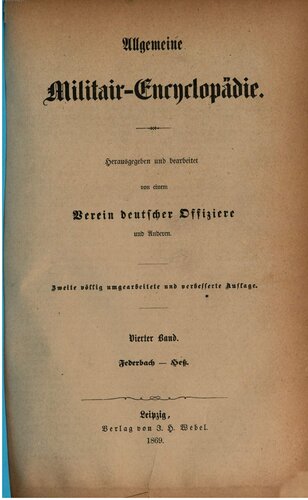 Allgemeine
Militair-Encyclopädie.
Herausgegeben und bearbeitet
von einem
Verein deutscher Offiziere
und Anderen.
Zweite völlig umgearbeitete und verbesserte Auflage.
Vierter Band.
Federbach — Heß.
Leipzig,
Verlag von J. H. Webel.
1869.